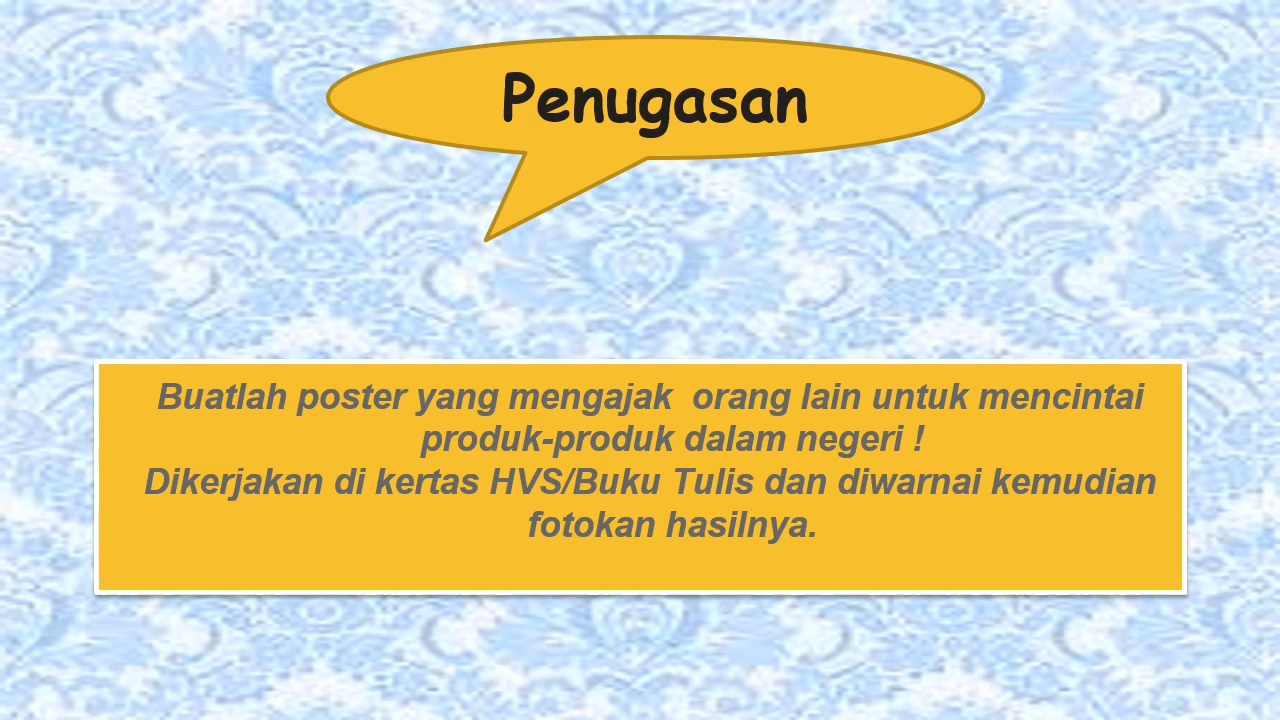 Penugasan
Buatlah poster yang mengajak  orang lain untuk mencintai
produk-produk dalam negeri !
Dikerjakan di kertas HVS/Buku Tulis dan diwarnai kemudian
fotokan hasilnya.